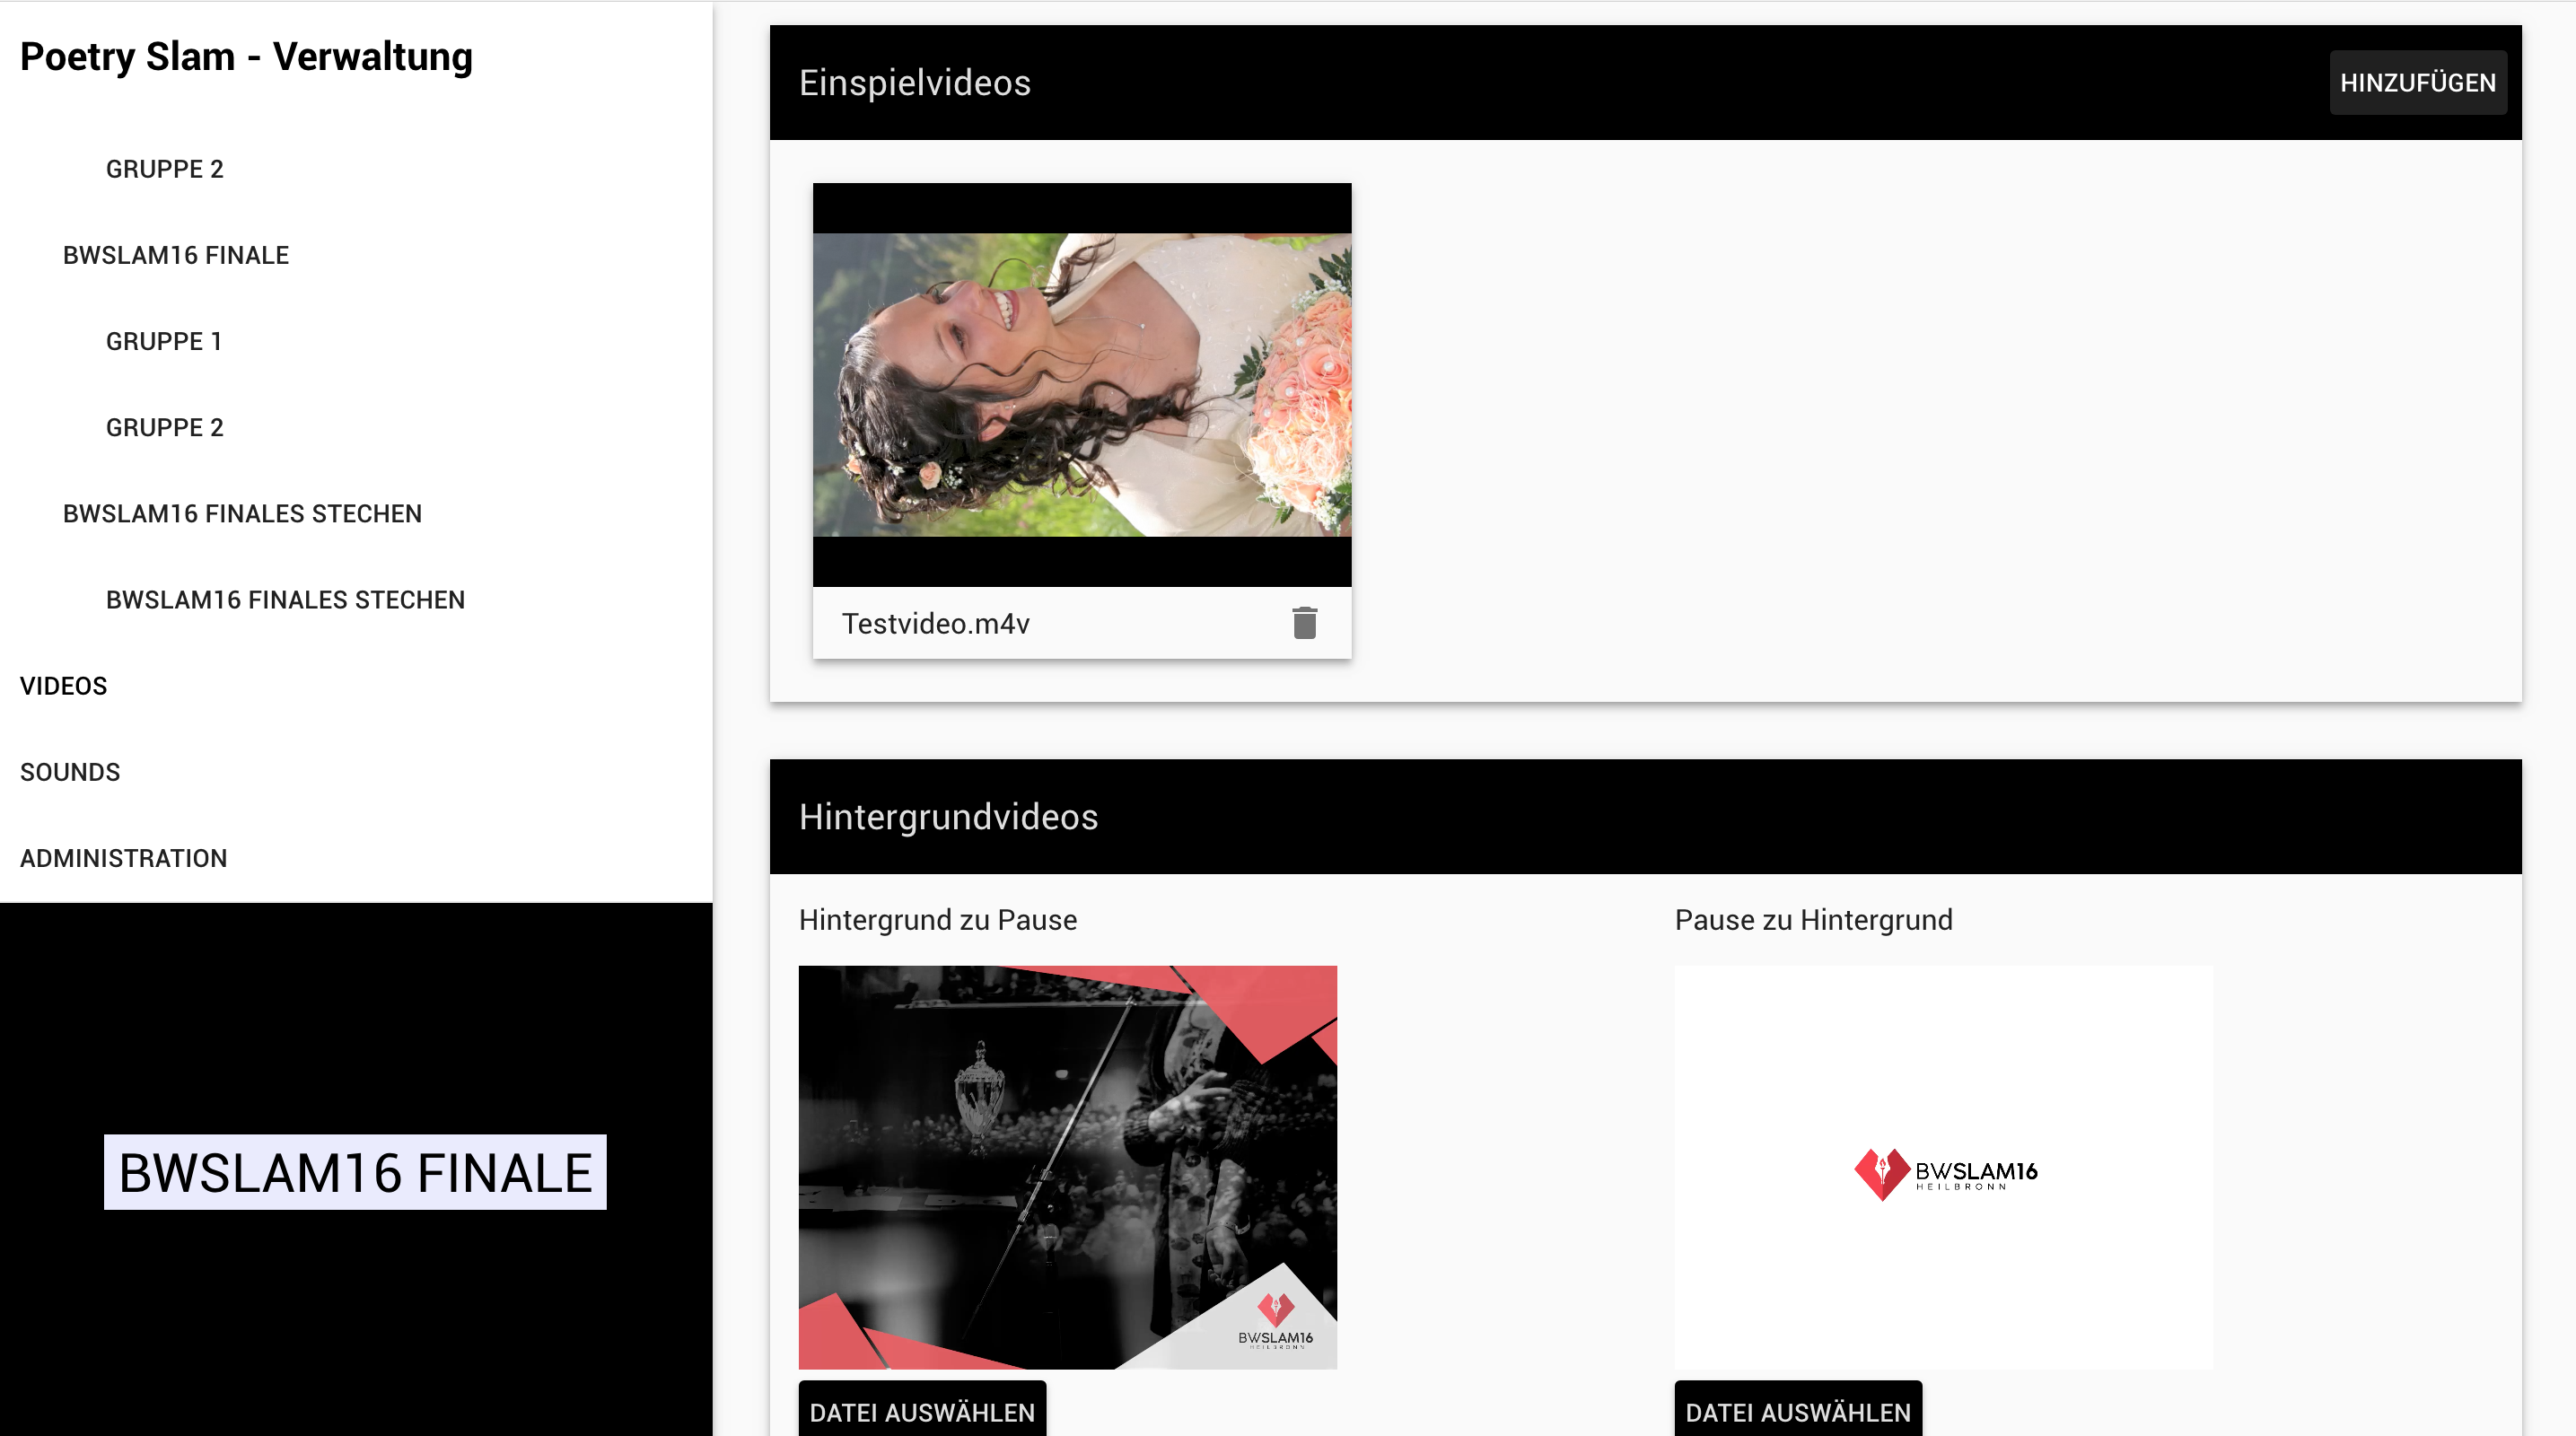 Poetry Slam - Verwaltung
GRUPPE 2
BWSLAM16 FINALE
GRUPPE 1
GRUPPE 2
BWSLAM16 FINALES STECHEN
BWSLAM16 FINALES STECHEN
VIDEOS
SOUNDS
ADMINISTRATION
BWSLAM16 FINALE
Einspielvideos
HINZUFÜGEN
Testvideo.m4v
Hintergrundvideos
Hintergrund zu Pause
BWSLAM16
HEILBRONN
DATEI AUSWÄHLEN
Pause zu Hintergrund
BWSLAM16
HEILBRONN
DATEI AUSWÄHLEN